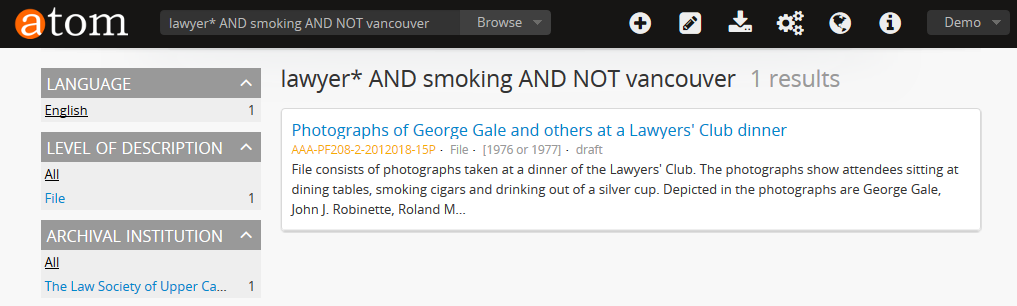 atom
lawyer* AND smoking AND NOT vancouver
Browse
Demo
LANGUAGE
English 1
LEVEL OF DESCRIPTION
All
File 1
ARCHIVAL INSTITUTION
All
The Law Society of Upper Ca... 1
lawyer* AND smoking AND NOT vancouver 1 results
Photographs of George Gale and others at a Lawyers' Club dinner
AAA-PF208-2-2012018-15P · File · [1976 or 1977] · draft
File consists of photographs taken at a dinner of the Lawyers' Club. The photographs show attendees sitting at
dining tables, smoking cigars and drinking out of a silver cup. Depicted in the photographs are George Gale,
John J. Robinette, Roland M...